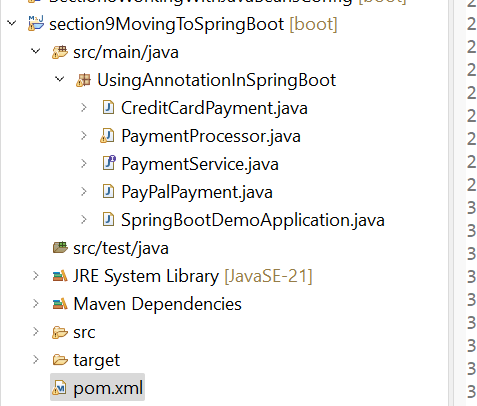 section9MovingToSpringBoot [boot]
src/main/java
UsingAnnotationInSpringBoot
CreditCardPayment.java
PaymentProcessor.java
PaymentService.java
PayPalPayment.java
SpringBootDemoApplication.java
src/test/java
JRE System Library [JavaSE-21]
Maven Dependencies
src
target
pom.xml
2
2
2
2
2
2
2
2
2
3
3
3
3
3
3
3
3
3